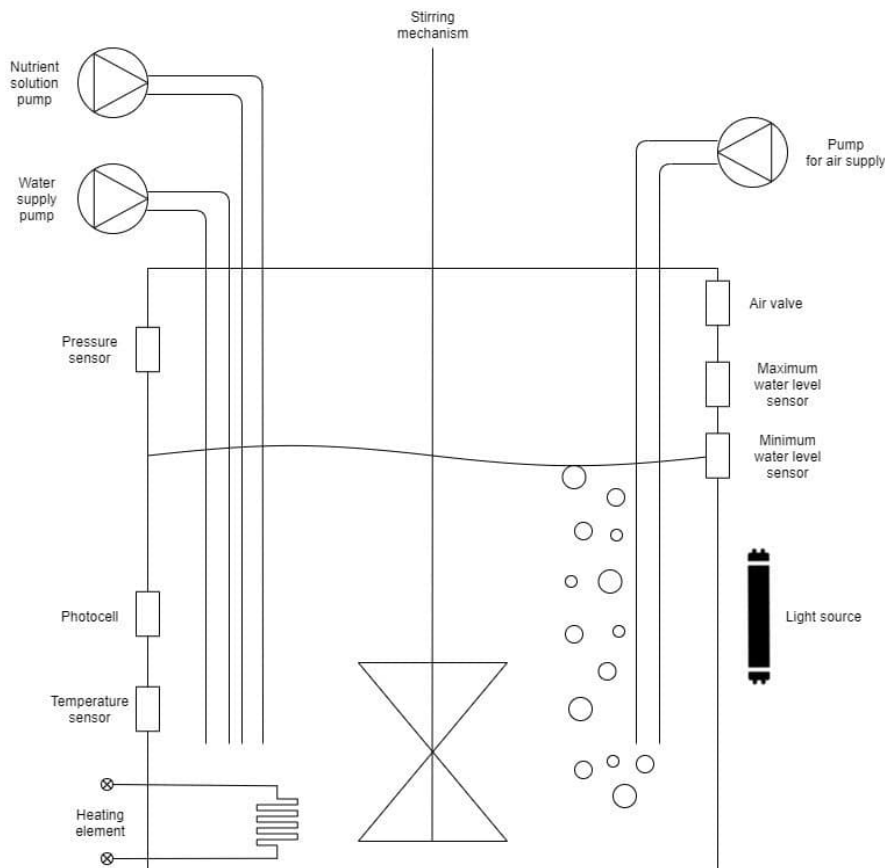 Stirring
mechanism
Nutrient
solution
pump
Pump
for air supply
Water
supply
pump
Air valve
Pressure
sensor
Maximum
water level
sensor
Minimum
water level
sensor
Photocell
Light source
Temperature
sensor
Heating
element